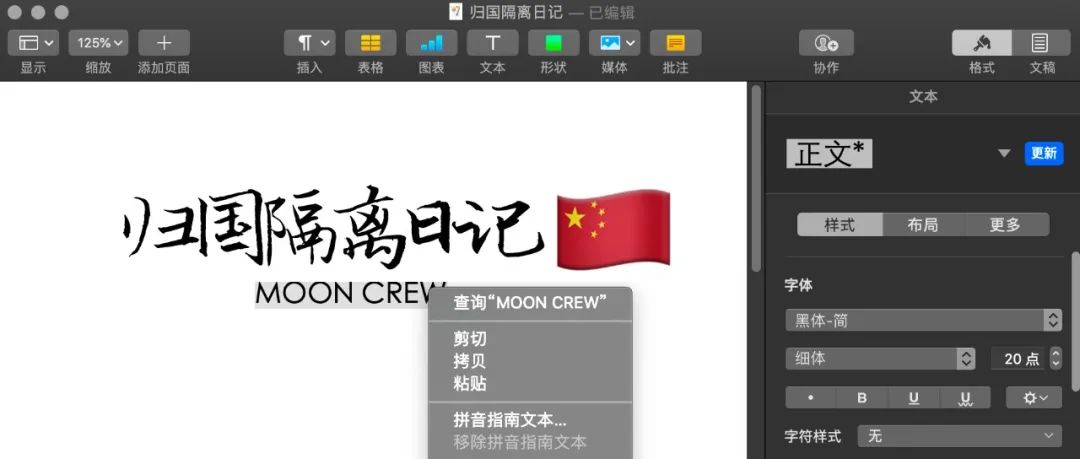 归国隔离日记 — 已编辑
显示
125%
缩放
添加页面
插入
表格
图表
T
文本
形状
媒体
批注
协作
格式
文稿
文本
正文*
更新
样式
布局
更多
归国隔离日记
MOON CREW
查询“MOON CREW”
剪切
拷贝
粘贴
拼音指南文本...
移除拼音指南文本
字体
黑体-简
细体
20 点
B
U
U
字符样式
无